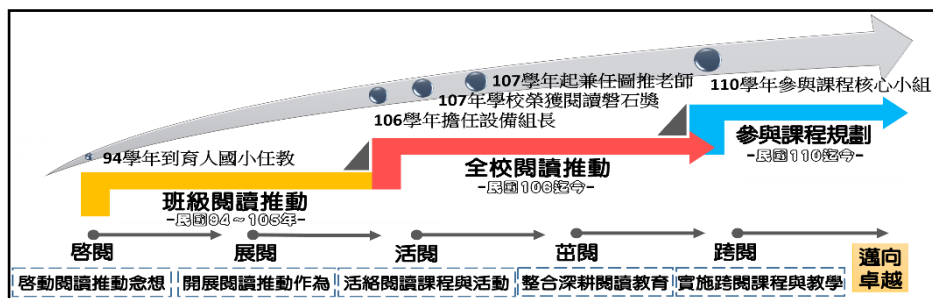 107學年起兼任圖推老師
107年學校榮獲閱讀磐石獎
106學年擔任設備組長
110學年參與課程核心小組
94學年到育人國小任教
班級閱讀推動
-民國94~105年-
全校閱讀推動
-民國106迄今-
參與課程規劃
-民國110迄今-
啓閱
展閱
活閱
茁閱
跨閱
邁向
卓越
啓動閱讀推動念想
開展閱讀推動作為
活絡閱讀課程與活動
整合深耕閱讀教育
實施跨閱課程與教學